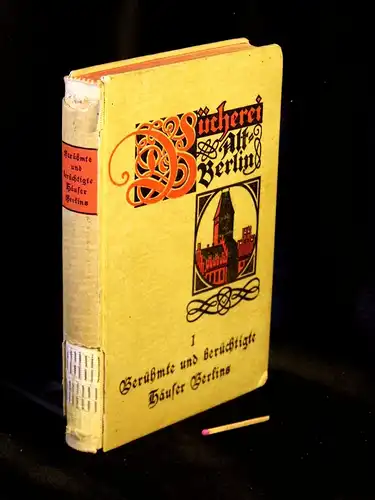 Berühmte
und
berüchtigte
Häuser
Berlins
Bücherei
Alt-
Berlin
1
Berühmte und berüchtigte
Häuser Berlins